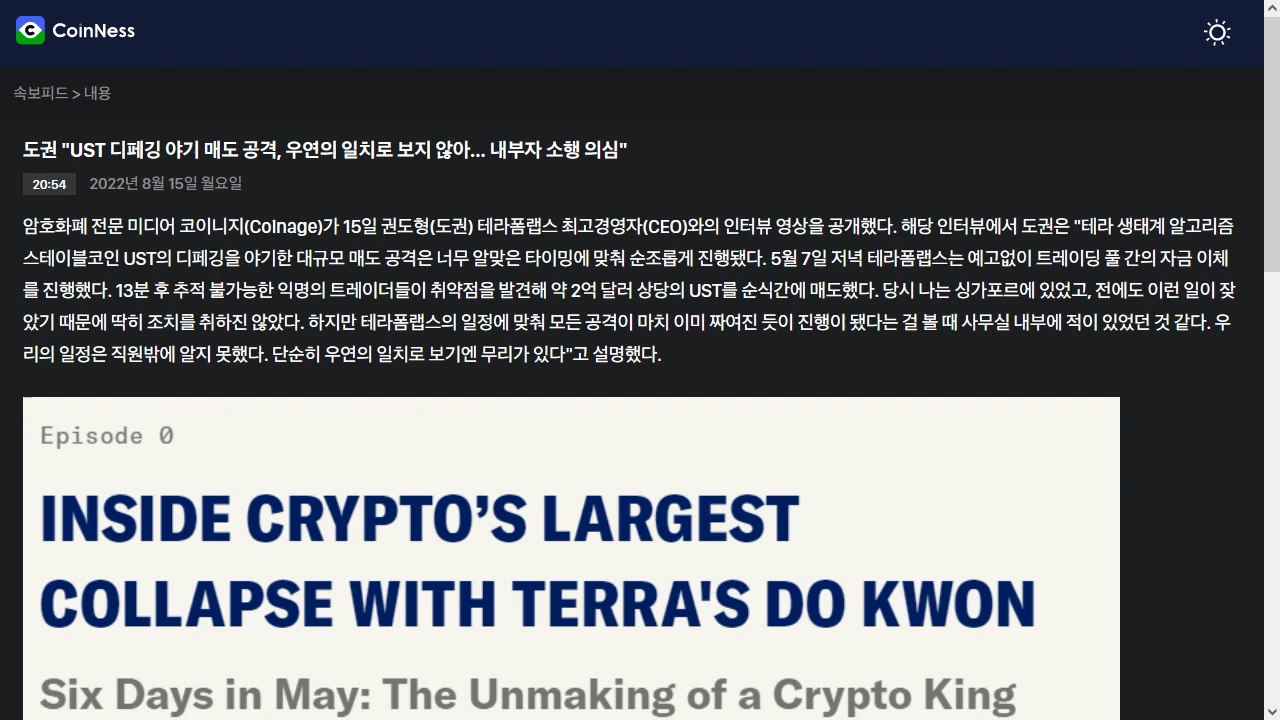 CoinNess
속보피드 > 내용
도권 "UST 디페깅 야기 매도 공격, 우연의 일치로 보지 않아... 내부자 소행 의심"
20:54 2022년 8월 15일 월요일
암호화폐 전문 미디어 코이니지(Coinage)가 15일 권도형(도권) 테라폼랩스 최고경영자(CEO)와의 인터뷰 영상을 공개했다. 해당 인터뷰에서 도권은 "테라 생태계 알고리즘
스테이블코인 UST의 디페깅을 야기한 대규모 매도 공격은 너무 알맞은 타이밍에 맞춰 순조롭게 진행됐다. 5월 7일 저녁 테라폼랩스는 예고없이 트레이딩 풀 간의 자금 이체
를 진행했다. 13분 후 추적 불가능한 익명의 트레이더들이 취약점을 발견해 약 2억 달러 상당의 UST를 순식간에 매도했다. 당시 나는 싱가포르에 있었고, 전에도 이런 일이 잦
았기 때문에 딱히 조치를 취하진 않았다. 하지만 테라폼랩스의 일정에 맞춰 모든 공격이 마치 이미 짜여진 듯이 진행이 됐다는 걸 볼 때 사무실 내부에 적이 있었던 것 같다. 우
리의 일정은 직원밖에 알지 못했다. 단순히 우연의 일치로 보기엔 무리가 있다"고 설명했다.
Episode 0
INSIDE CRYPTO’S LARGEST
COLLAPSE WITH TERRA'S DO KWON
Six Days in May: The Unmaking of a Crypto King